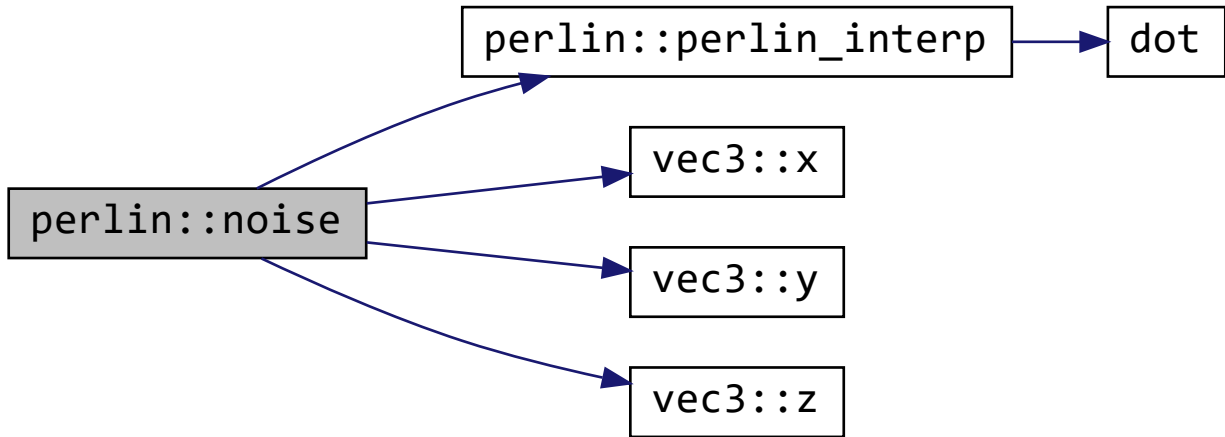 perlin::perlin_interp
dot
vec3::x
perlin::noise
vec3::y
vec3::z